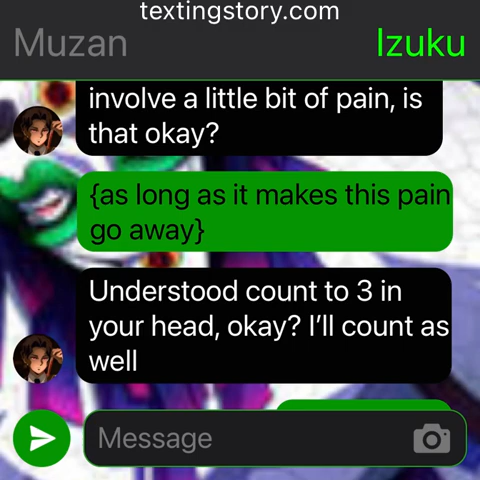 textingstory.com
Muzan
Izuku
involve a little bit of pain, is
that okay?
{as long as it makes this pain
go away}
Understood count to 3 in
your head, okay? I'll count as
well
Message